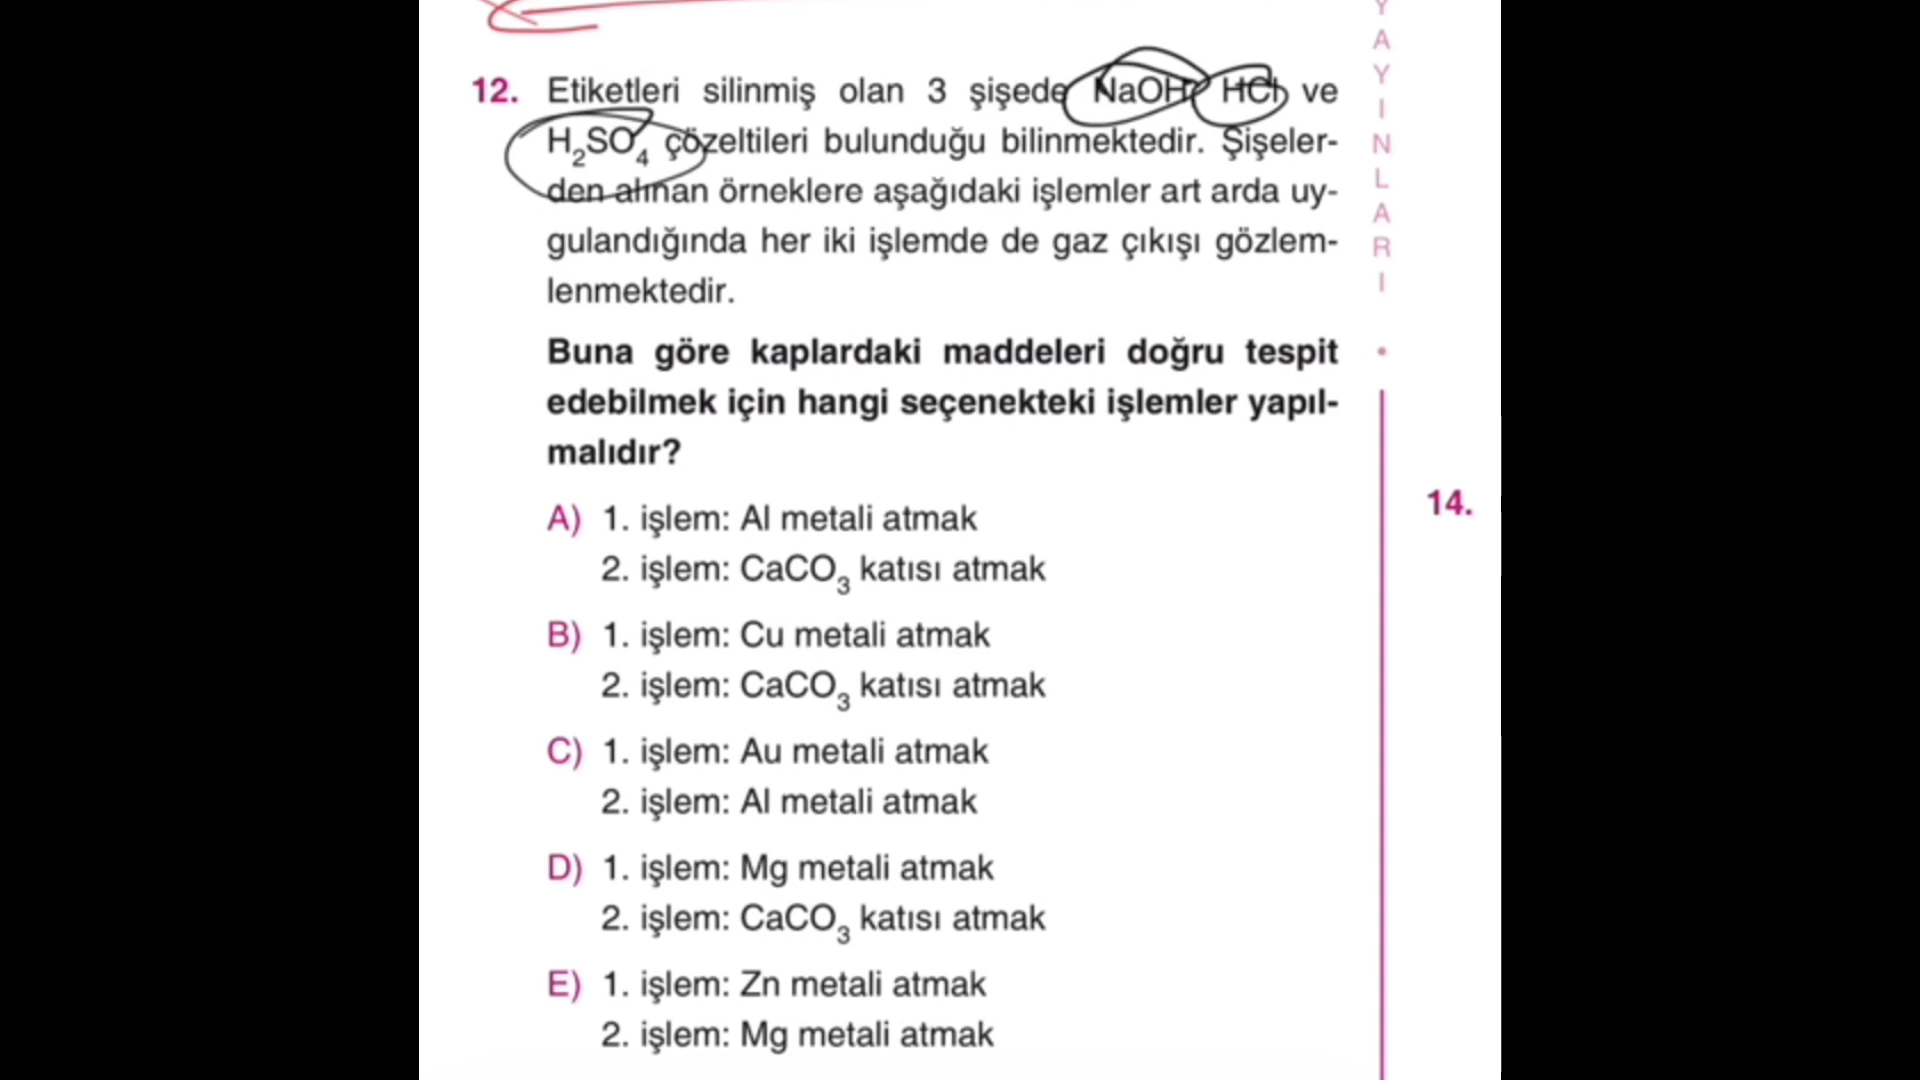 12. Etiketleri silinmiş olan 3 şişede NaOH, HCl ve
H₂SO₄ çözeltileri bulunduğu bilinmektedir. Şişeler-
den alınan örneklere aşağıdaki işlemler art arda uy-
gulandığında her iki işlemde de gaz çıkışı gözlem-
lenmektedir.
Buna göre kaplardaki maddeleri doğru tespit
edebilmek için hangi seçenekteki işlemler yapıl-
malıdır?
A) 1. işlem: Al metali atmak
2. işlem: CaCO₃ katısı atmak
B) 1. işlem: Cu metali atmak
2. işlem: CaCO₃ katısı atmak
C) 1. işlem: Au metali atmak
2. işlem: Al metali atmak
D) 1. işlem: Mg metali atmak
2. işlem: CaCO₃ katısı atmak
E) 1. işlem: Zn metali atmak
2. işlem: Mg metali atmak
YAYINLARI •
14.